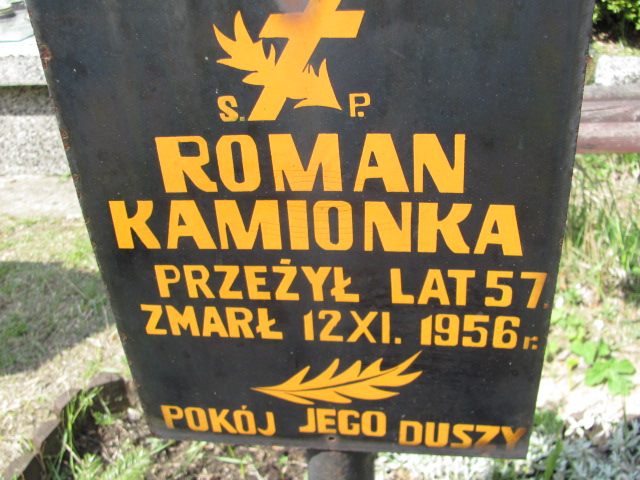 S. P.
ROMAN
KAMIONKA
PRZEŻYŁ LAT 57.
ZMARŁ 12 XI. 1956 r.
POKÓJ JEGO DUSZY